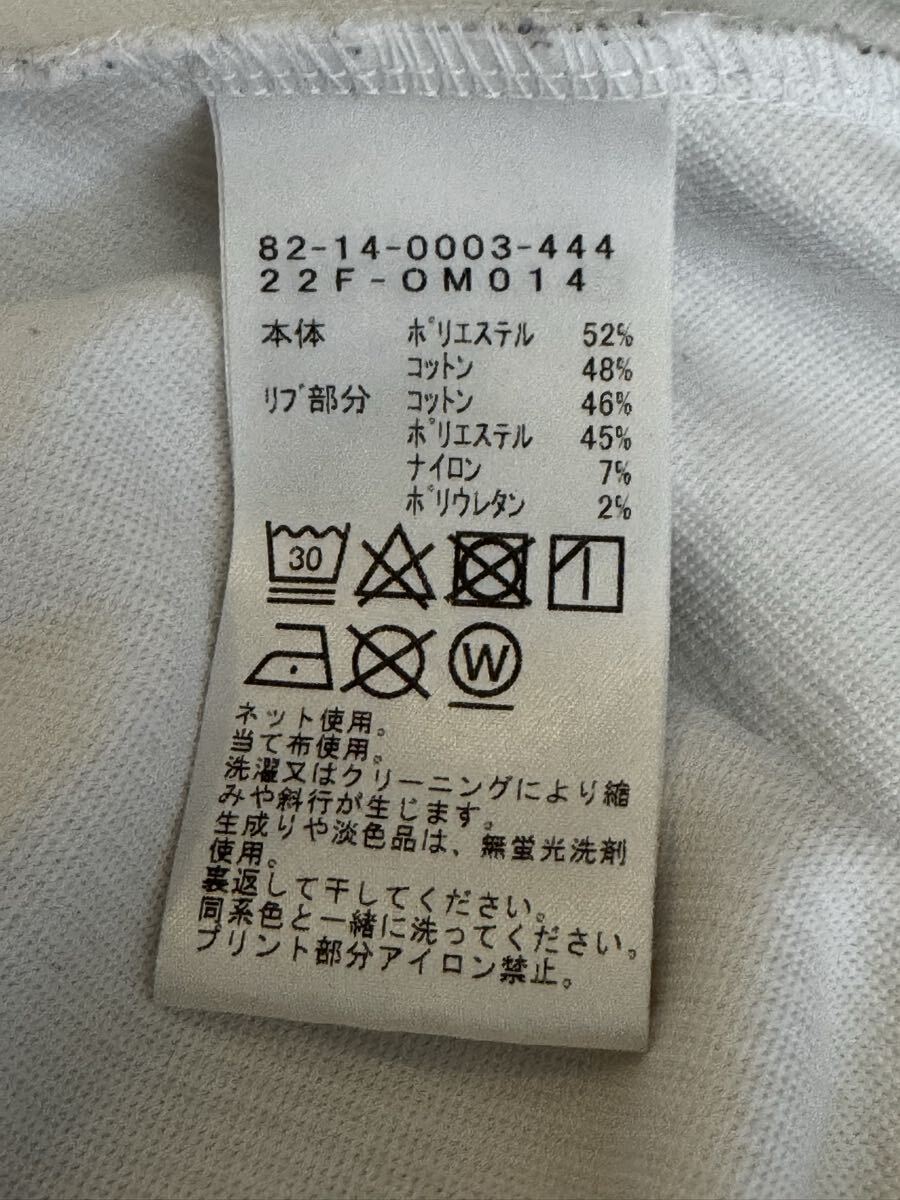 82-14-0003-444
22F-OM014
本体 ﾎﾟﾘｴｽﾃﾙ 52%
ｺｯﾄﾝ 48%
ﾘﾌﾞ部分 ｺｯﾄﾝ 46%
ﾎﾟﾘｴｽﾃﾙ 45%
ﾅｲﾛﾝ 7%
ﾎﾟﾘｳﾚﾀﾝ 2%
30
W
ネット使用。
当て布使用。
洗濯又はクリーニングにより縮
みや斜行が生じます。
生成りや淡色品は、無蛍光洗剤
使用。
裏返して干してください。
同系色と一緒に洗ってください。
プリント部分アイロン禁止。